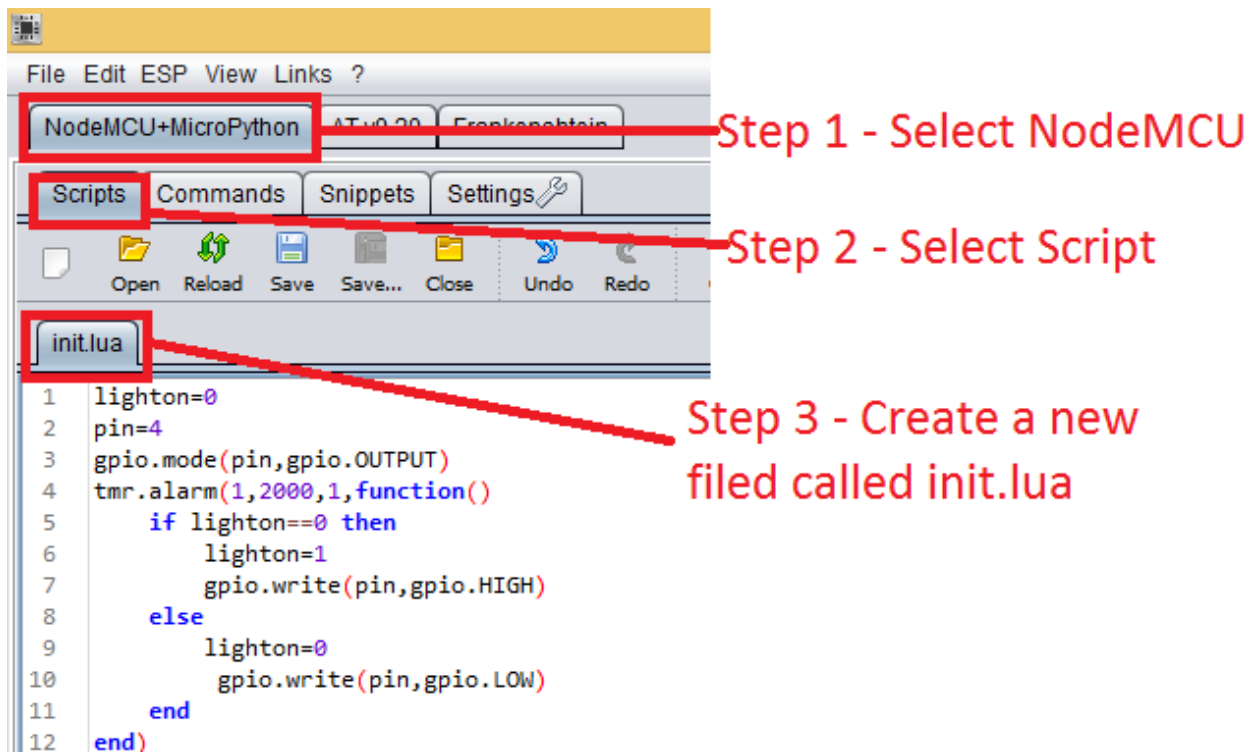 File Edit ESP View Links ?
NodeMCU+MicroPython AT v0.20 Frankenshtein
Step 1 - Select NodeMCU
Scripts Commands Snippets Settings
Step 2 - Select Script
Open Reload Save Save... Close Undo Redo
init.lua
Step 3 - Create a new
filed called init.lua
1 lighton=0
2 pin=4
3 gpio.mode(pin,gpio.OUTPUT)
4 tmr.alarm(1,2000,1,function()
5 if lighton==0 then
6 lighton=1
7 gpio.write(pin,gpio.HIGH)
8 else
9 lighton=0
10 gpio.write(pin,gpio.LOW)
11 end
12 end)